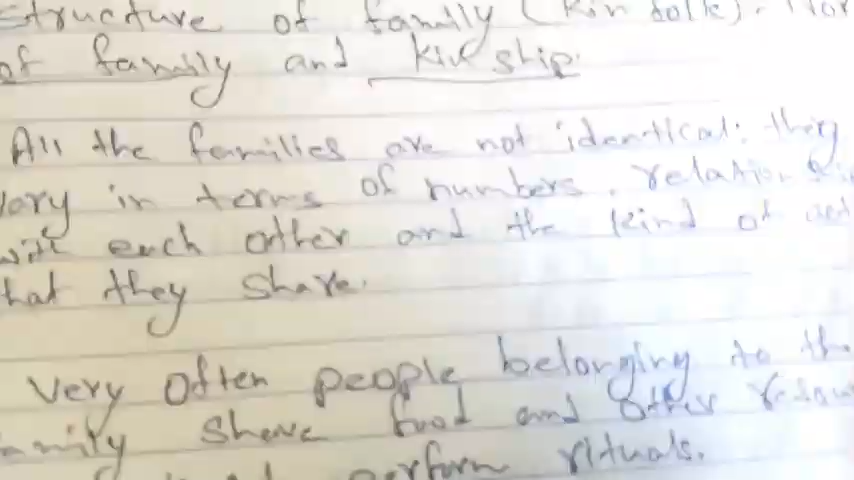 structure of family (kin folk).
of family and kinship.
All the families are not identical: they
vary in terms of numbers. relation
with each other and the kind of
that they share.
Very Often people belonging to the
family share food and other
perform rituals.